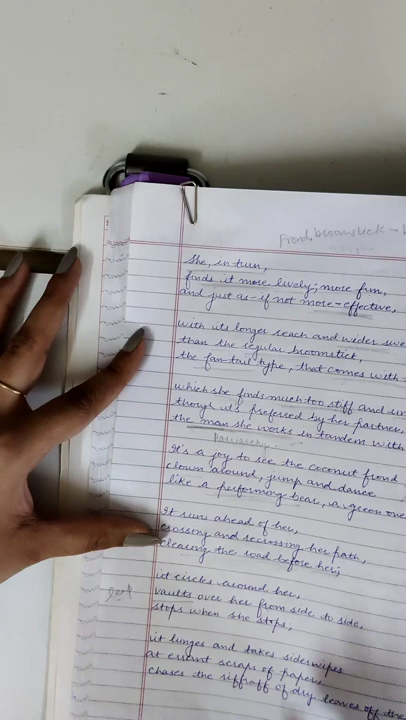 Frond broomstick -
She, in turn,
finds it more lively; more fun,
and just as - if not more - effective,
with its longer reach and wider
than the regular broomstick,
the fan-tail type, that comes with
which she finds much too stiff and
though it's preferred by her partner,
the man she works in tandem with
It's a joy to see the coconut frond
clown around, jump and dance
like a performing bear, a green one
It runs ahead of her,
crossing and recrossing her path,
clearing the road before her;
it circles around her,
leaf
vaults over her from side to side,
stops when she stops,
it lunges and takes sideswipes
at errant scraps of paper,
chases the riffraff of dry leaves off the